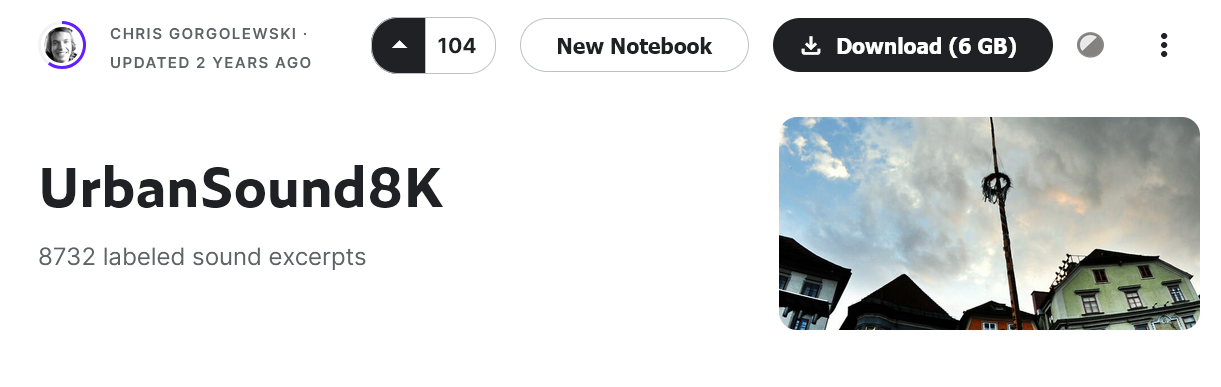 CHRIS GORGOLEWSKI ·
UPDATED 2 YEARS AGO
104
New Notebook
Download (6 GB)
UrbanSound8K
8732 labeled sound excerpts